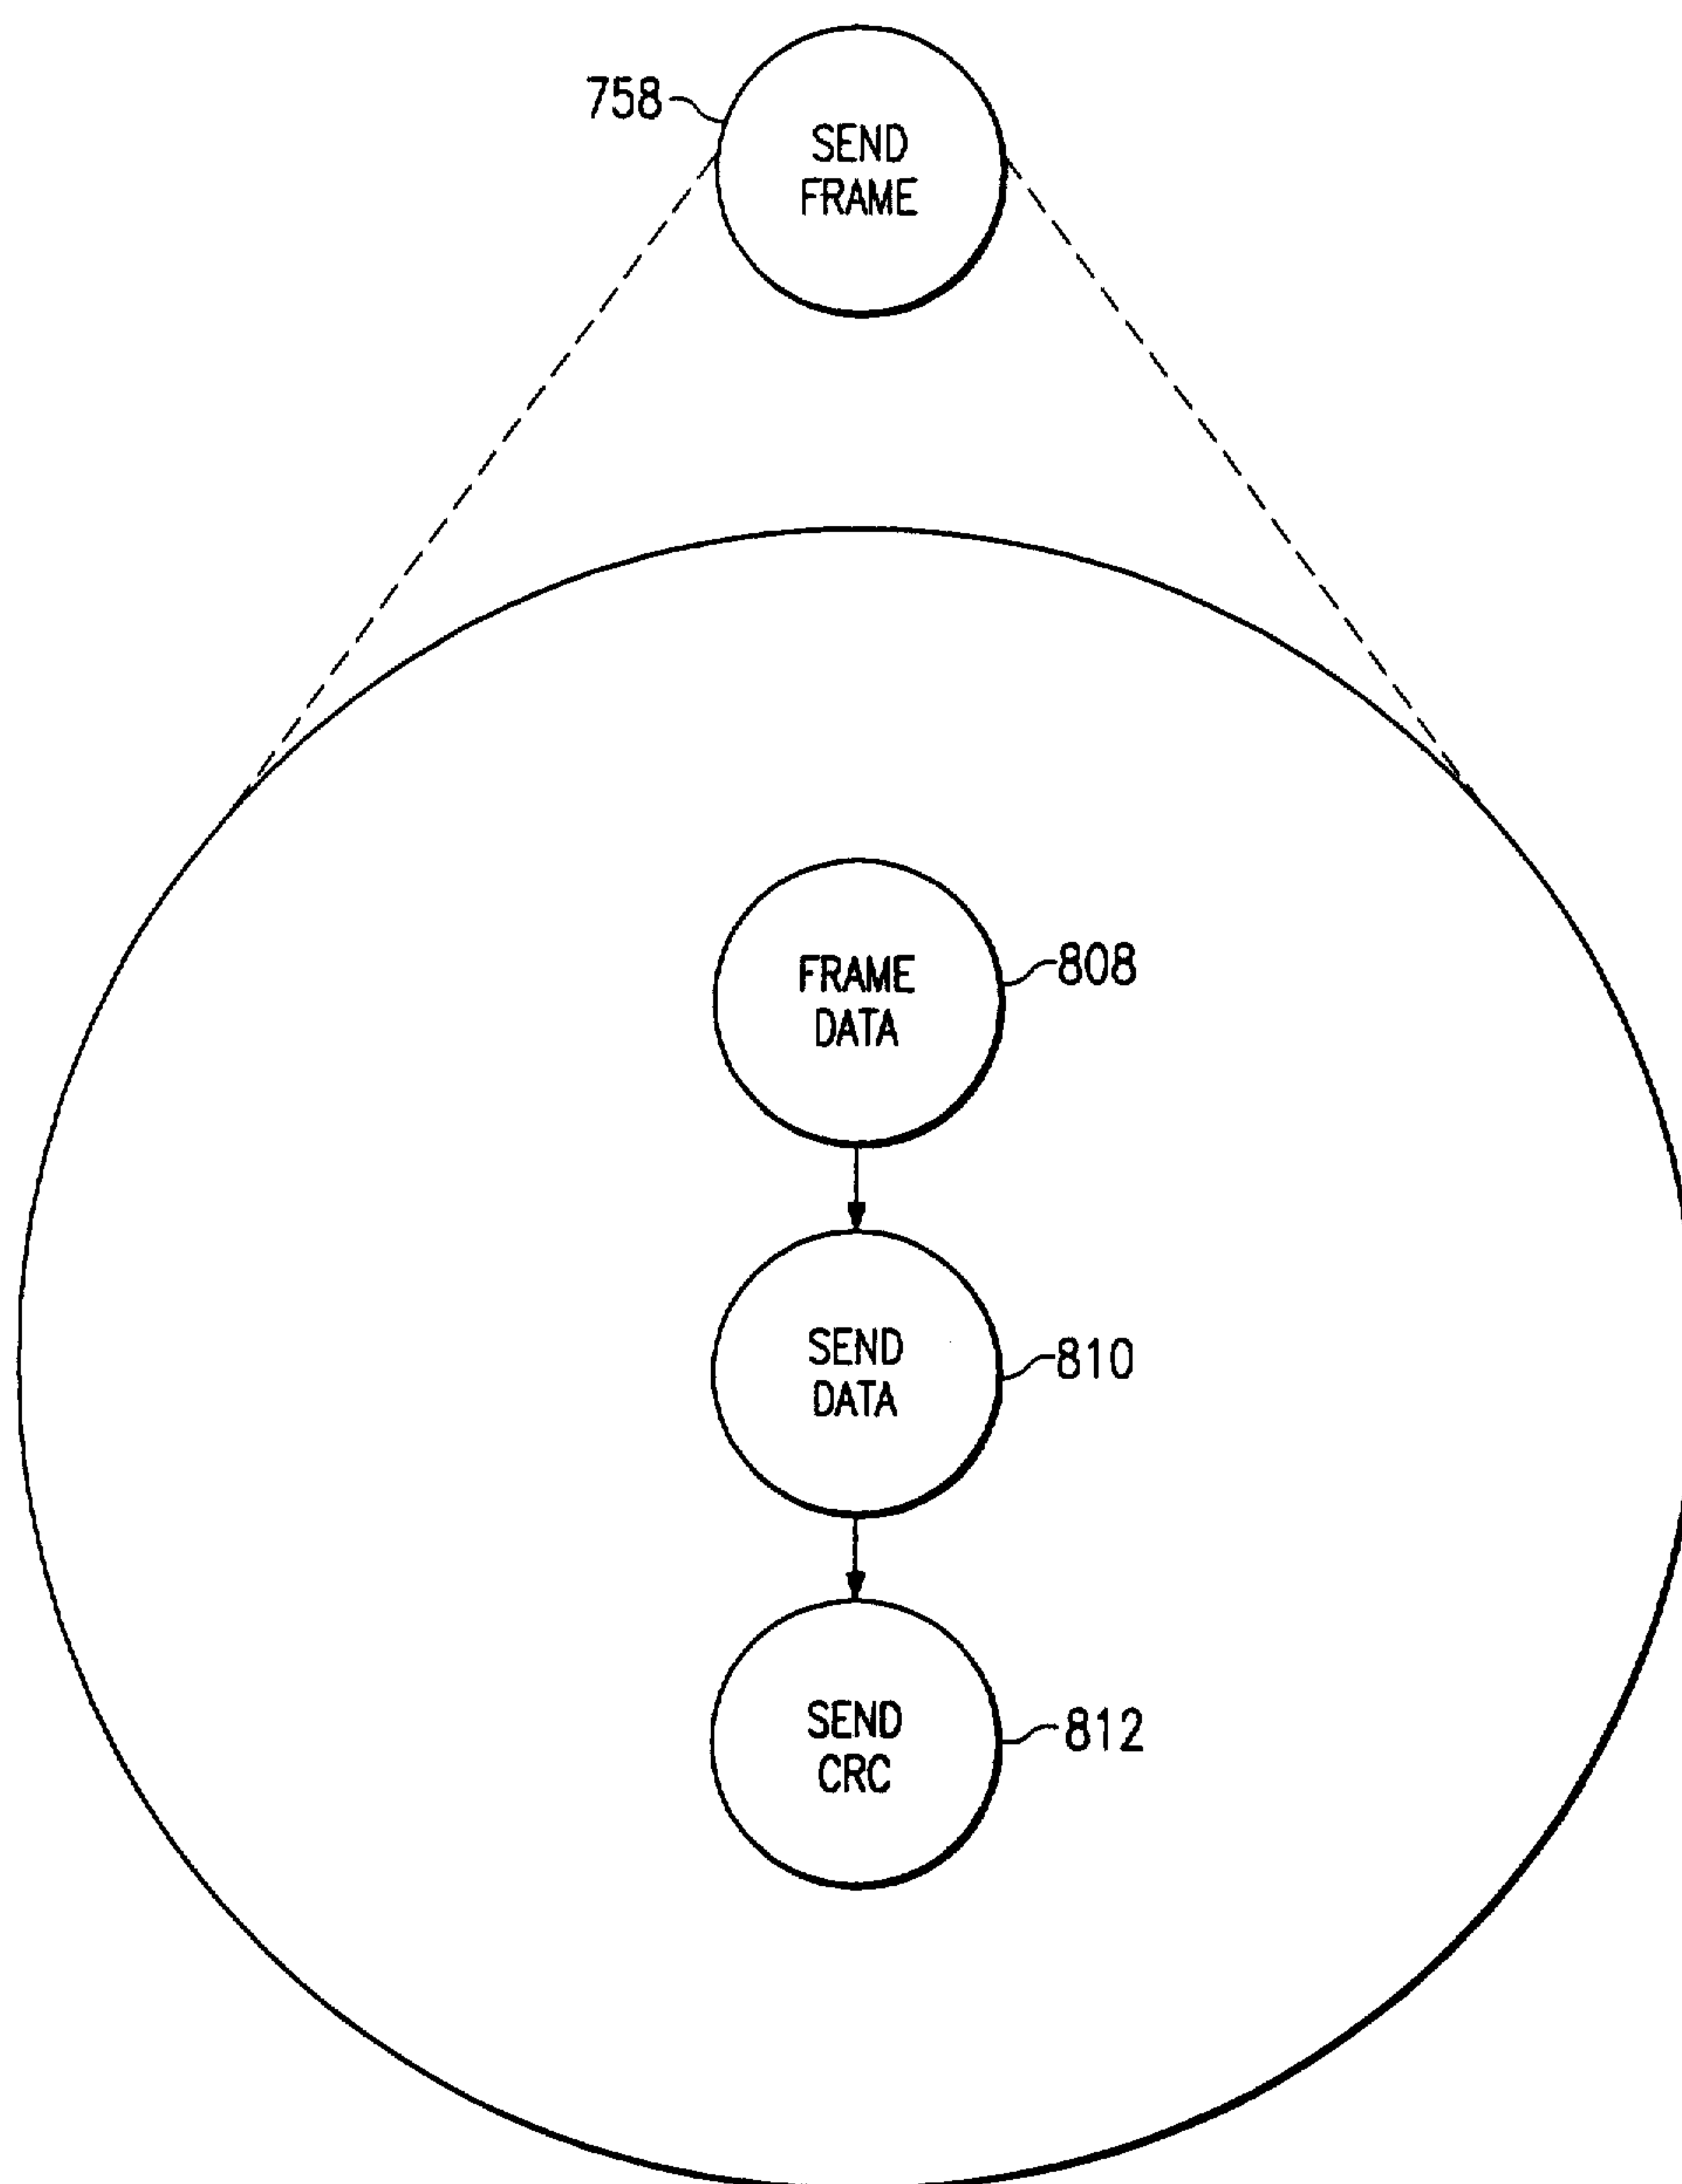 758
SEND
FRAME
FRAME
DATA
808
SEND
DATA
810
SEND
CRC
812